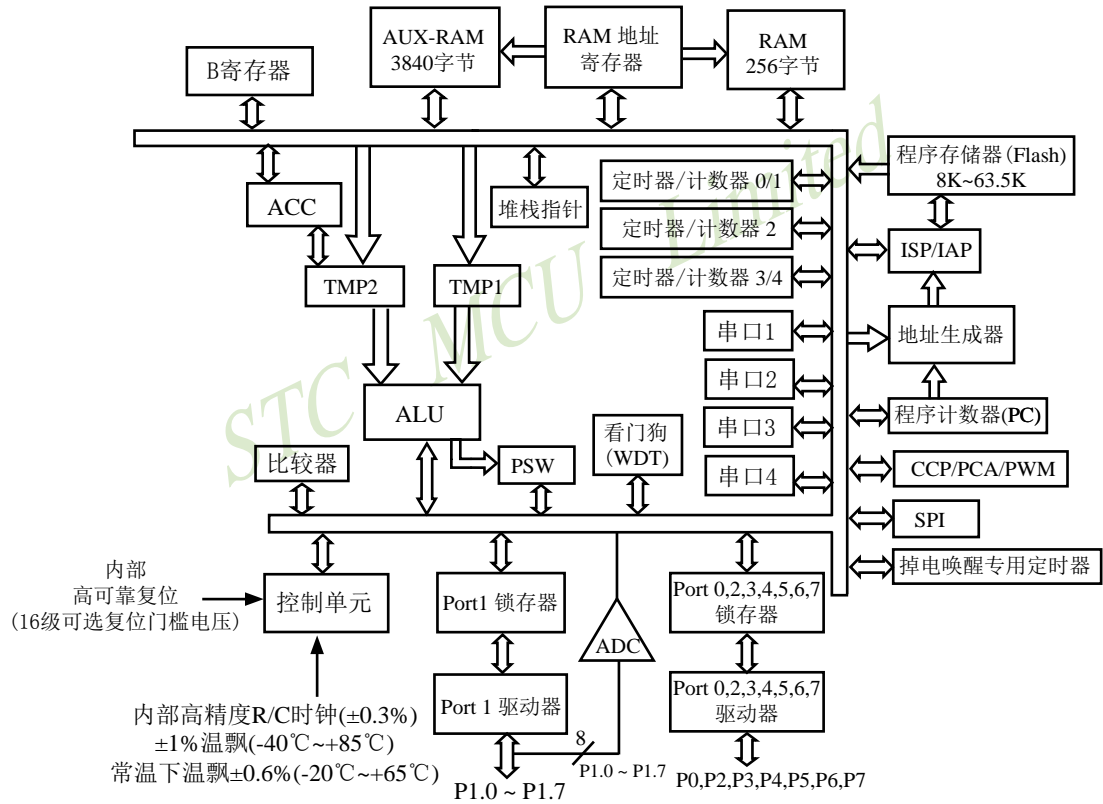 B寄存器
AUX-RAM
3840字节
RAM 地址
寄存器
RAM
256字节
ACC
堆栈指针
定时器/计数器 0/1
程序存储器(Flash)
8K~63.5K
定时器/计数器 2
ISP/IAP
TMP2
TMP1
定时器/计数器 3/4
串口1
地址生成器
串口2
ALU
串口3
程序计数器(PC)
比较器
PSW
看门狗
(WDT)
串口4
CCP/PCA/PWM
SPI
掉电唤醒专用定时器
内部
高可靠复位
(16级可选复位门槛电压)
控制单元
Port1 锁存器
ADC
Port 0,2,3,4,5,6,7
锁存器
内部高精度R/C时钟(±0.3%)
±1%温飘(-40℃~+85℃)
常温下温飘±0.6%(-20℃~+65℃)
Port 1 驱动器
Port 0,2,3,4,5,6,7
驱动器
8
P1.0 ~ P1.7
P1.0 ~ P1.7
P0,P2,P3,P4,P5,P6,P7
STC MCU Limited